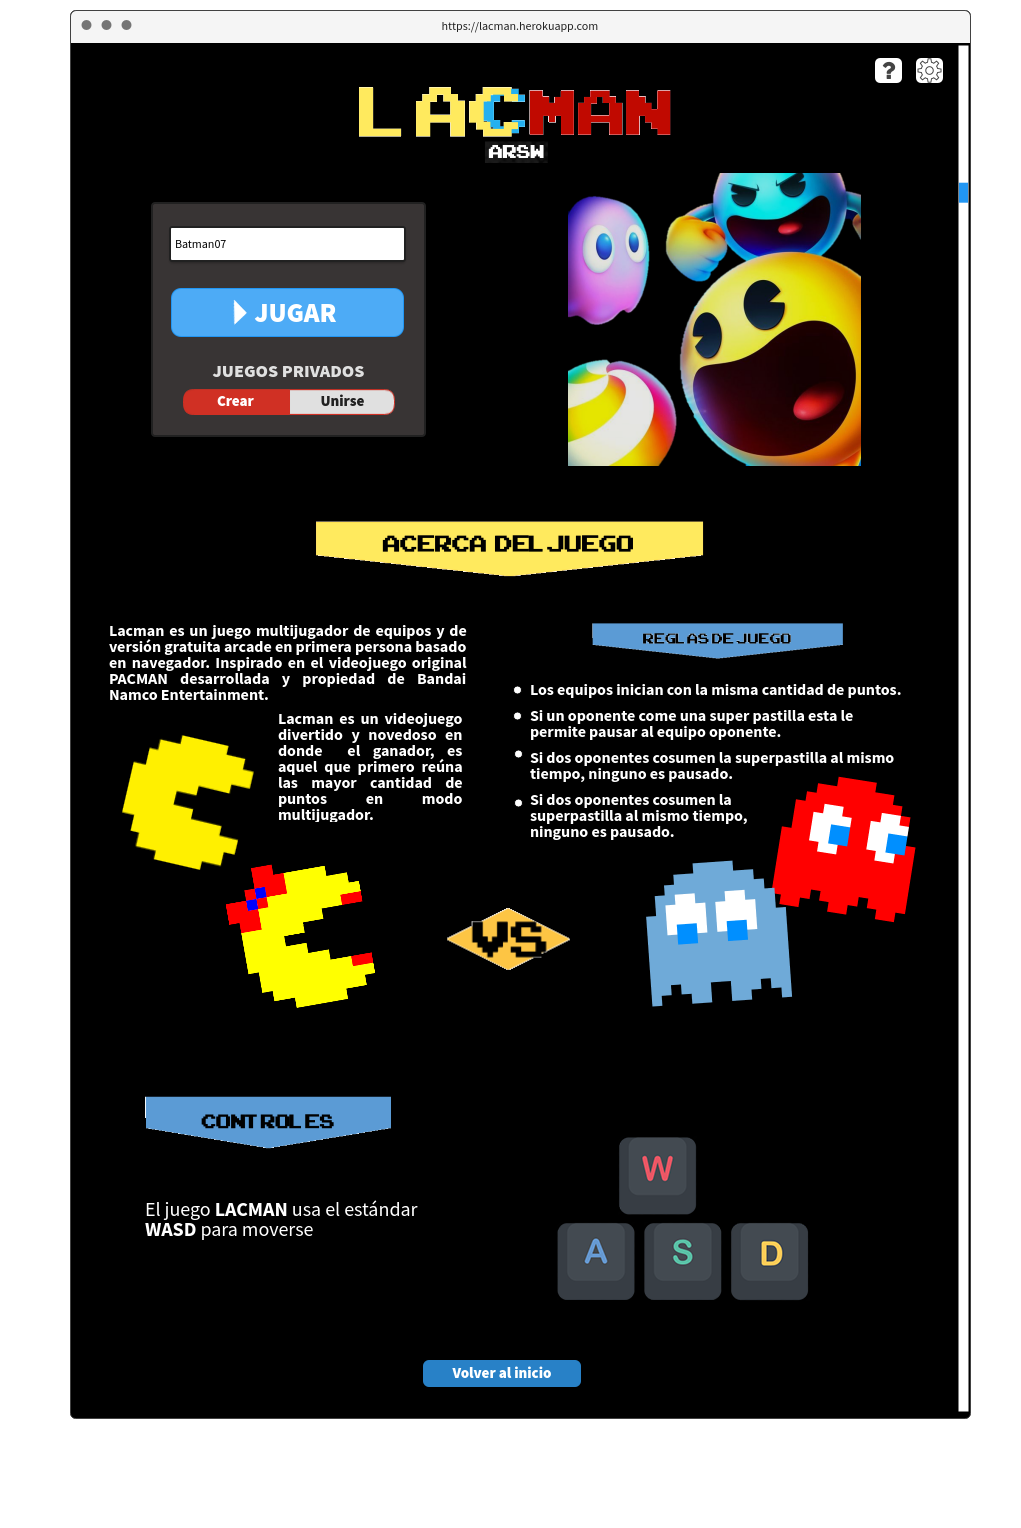 https://lacman.herokuapp.com
?
LACMAN
ARSW
Batman07
JUGAR
JUEGOS PRIVADOS
Crear Unirse
ACERCA DEL JUEGO
Lacman es un juego multijugador de equipos y de
versión gratuita arcade en primera persona basado
en navegador. Inspirado en el videojuego original
PACMAN desarrollada y propiedad de Bandai
Namco Entertainment.
Lacman es un videojuego
divertido y novedoso en
donde el ganador, es
aquel que primero reúna
las mayor cantidad de
puntos en modo
multijugador.
REGLAS DE JUEGO
Los equipos inician con la misma cantidad de puntos.
Si un oponente come una super pastilla esta le
permite pausar al equipo oponente.
Si dos oponentes cosumen la superpastilla al mismo
tiempo, ninguno es pausado.
Si dos oponentes cosumen la
superpastilla al mismo tiempo,
ninguno es pausado.
VS
CONTROLES
El juego LACMAN usa el estándar
WASD para moverse
W
A S D
Volver al inicio